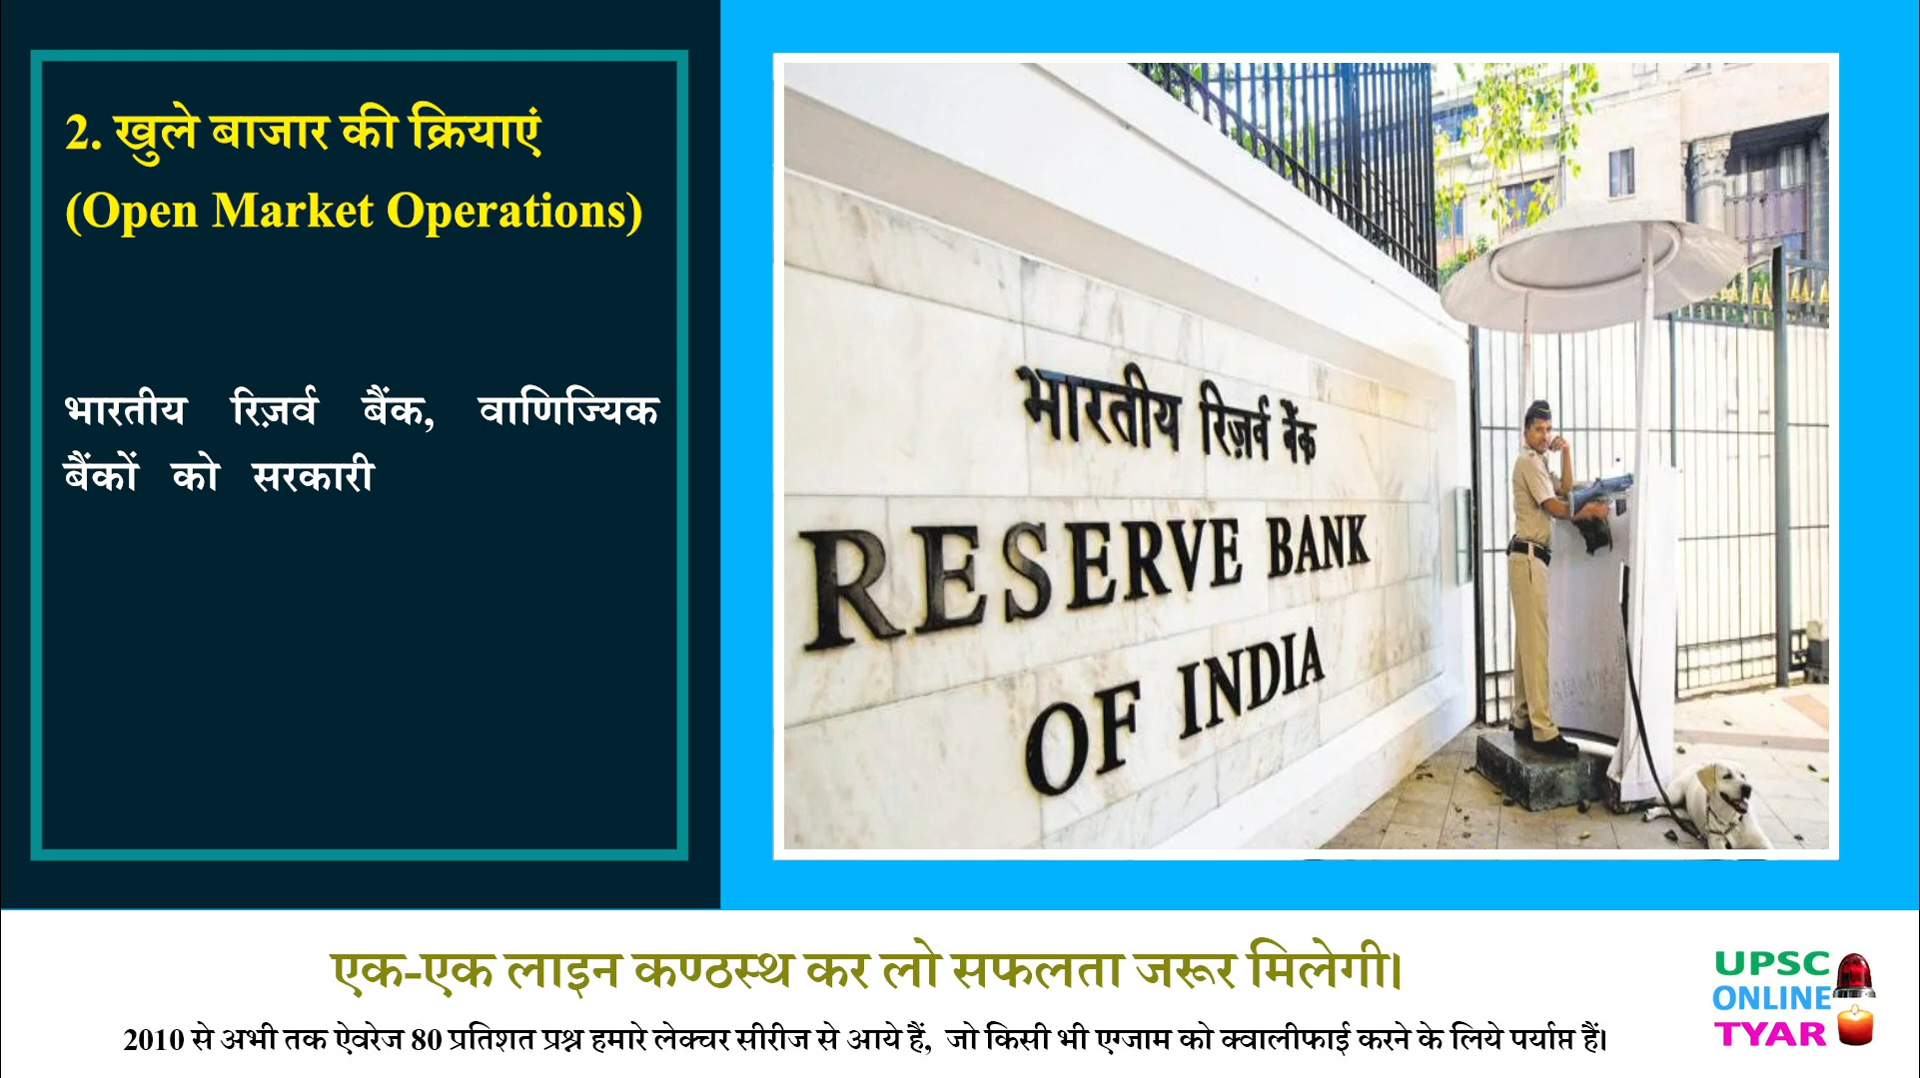 2. खुले बाजार की क्रियाएं
(Open Market Operations)
भारतीय रिज़र्व बैंक, वाणिज्यिक
बैंकों को सरकारी
भारतीय रिज़र्व बैंक
RESERVE BANK
OF INDIA
एक-एक लाइन कण्ठस्थ कर लो सफलता जरूर मिलेगी।
2010 से अभी तक ऐवरेज 80 प्रतिशत प्रश्न हमारे लेक्चर सीरीज से आये हैं, जो किसी भी एग्जाम को क्वालीफाई करने के लिये पर्याप्त हैं।
UPSC
ONLINE
TYAR